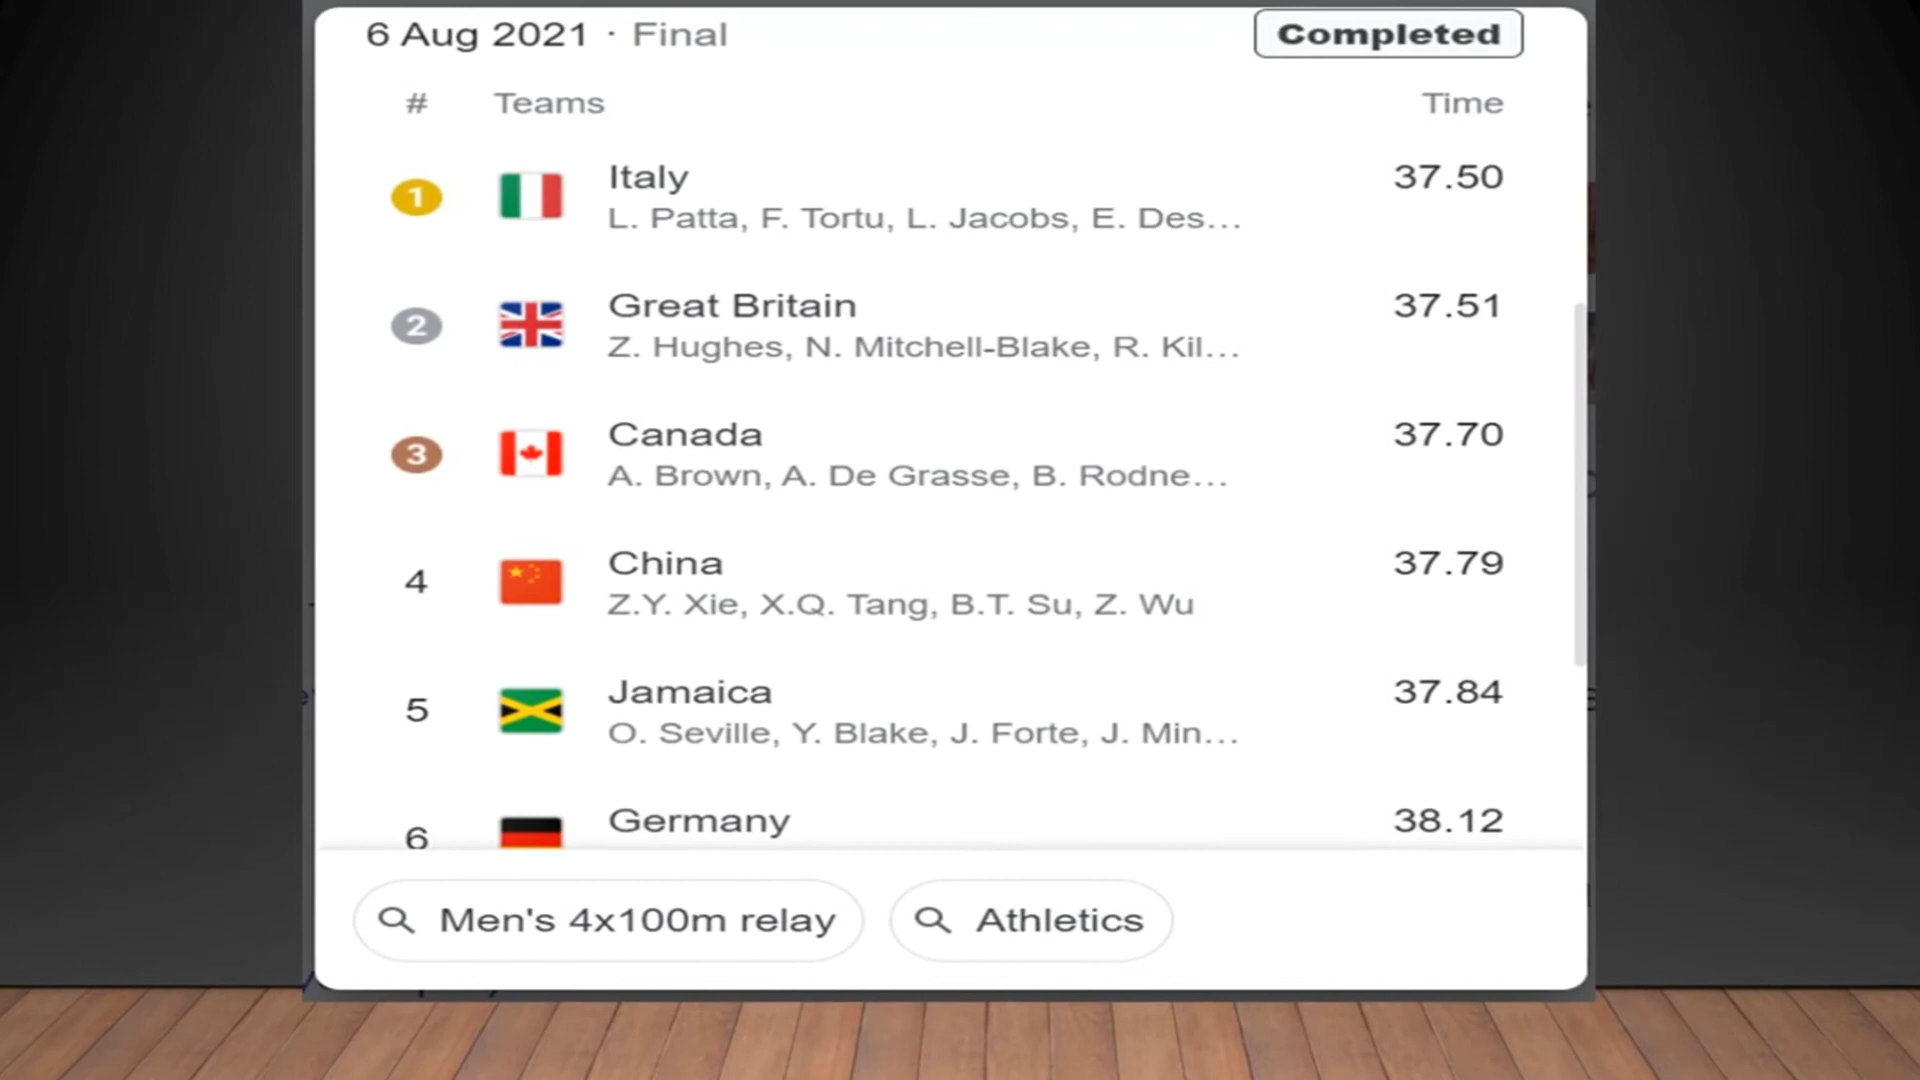 6 Aug 2021 · Final
Completed
# Teams Time
1 Italy 37.50
L. Patta, F. Tortu, L. Jacobs, E. Des...
2 Great Britain 37.51
Z. Hughes, N. Mitchell-Blake, R. Kil...
3 Canada 37.70
A. Brown, A. De Grasse, B. Rodne...
4 China 37.79
Z.Y. Xie, X.Q. Tang, B.T. Su, Z. Wu
5 Jamaica 37.84
O. Seville, Y. Blake, J. Forte, J. Min...
6 Germany 38.12
Men's 4x100m relay
Athletics